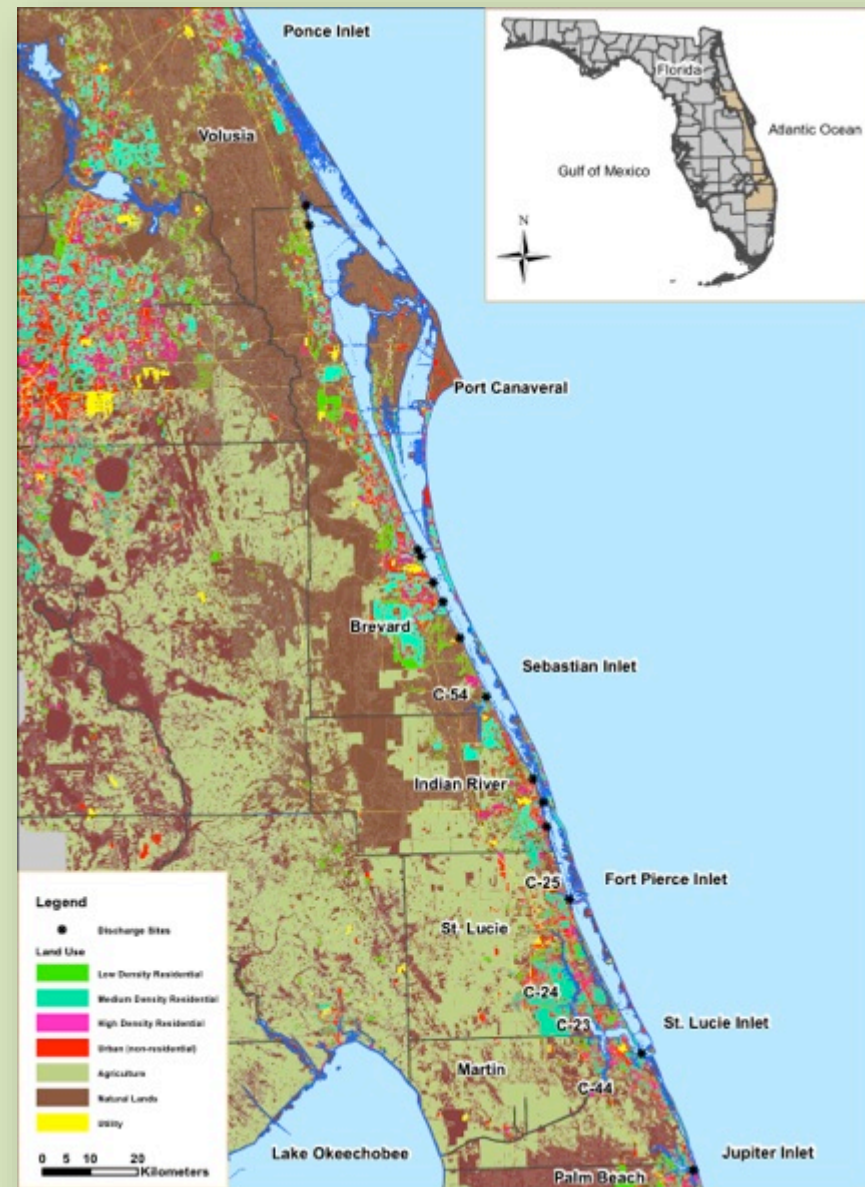 Ponce Inlet
Florida
Volusia
Atlantic Ocean
Gulf of Mexico
N
Port Canaveral
Brevard
Sebastian Inlet
C-54
Indian River
Fort Pierce Inlet
C-25
St. Lucie
C-24
C-23
St. Lucie Inlet
Martin
C-44
Lake Okeechobee
Jupiter Inlet
Palm Beach
Legend
Discharge Sites
Land Use
Low Density Residential
Medium Density Residential
High Density Residential
Urban (non-residential)
Agriculture
Natural Lands
Utility
0 5 10 20
Kilometers